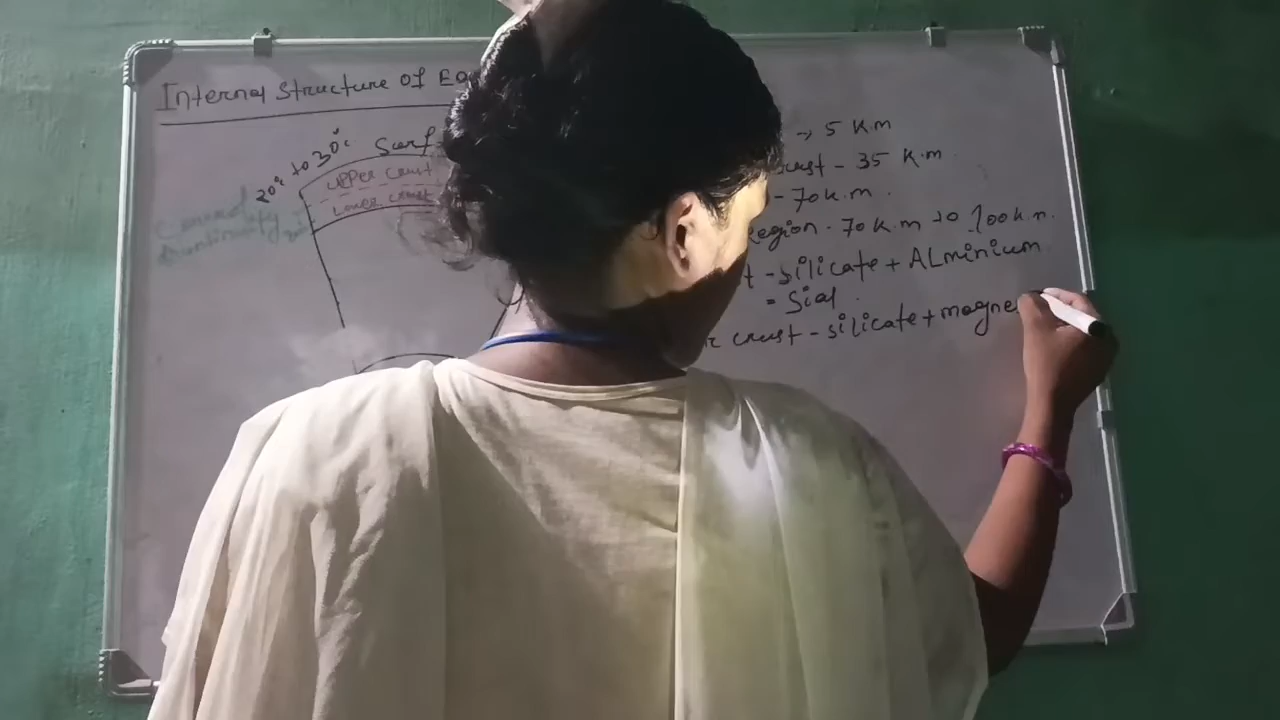 Internal Structure Of Ea
20°c to 30°c
Surf
Upper crust
Lower crust
→ 5 K.m
crust - 35 K.m
- 70 k.m.
Region - 70 K.m to 100 k.m.
t - silicate + ALminium
= Sial.
r crust - silicate + magne